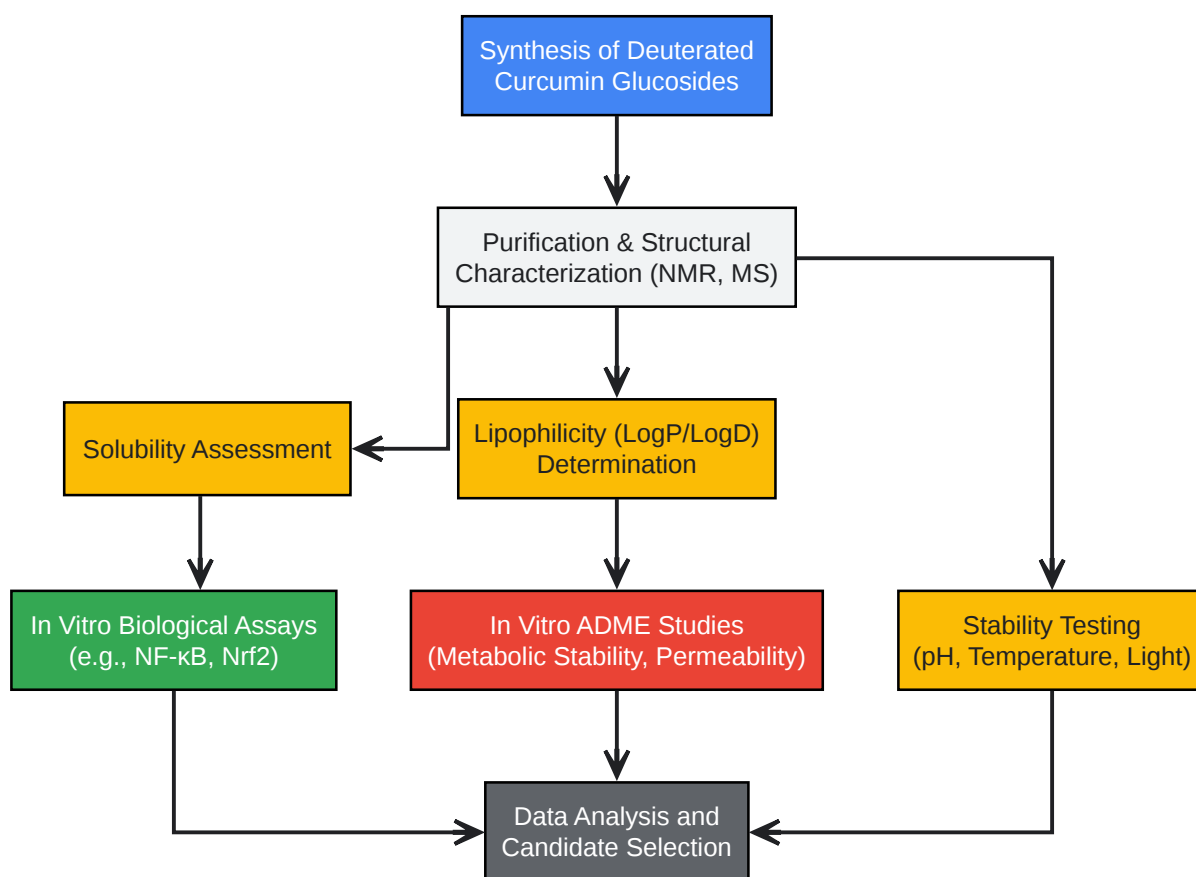 Synthesis of Deuterated
Curcumin Glucosides
Purification & Structural
Characterization (NMR, MS)
Solubility Assessment
Lipophilicity (LogP/LogD)
Determination
In Vitro Biological Assays
(e.g., NF-κB, Nrf2)
In Vitro ADME Studies
(Metabolic Stability, Permeability)
Stability Testing
(pH, Temperature, Light)
Data Analysis and
Candidate Selection